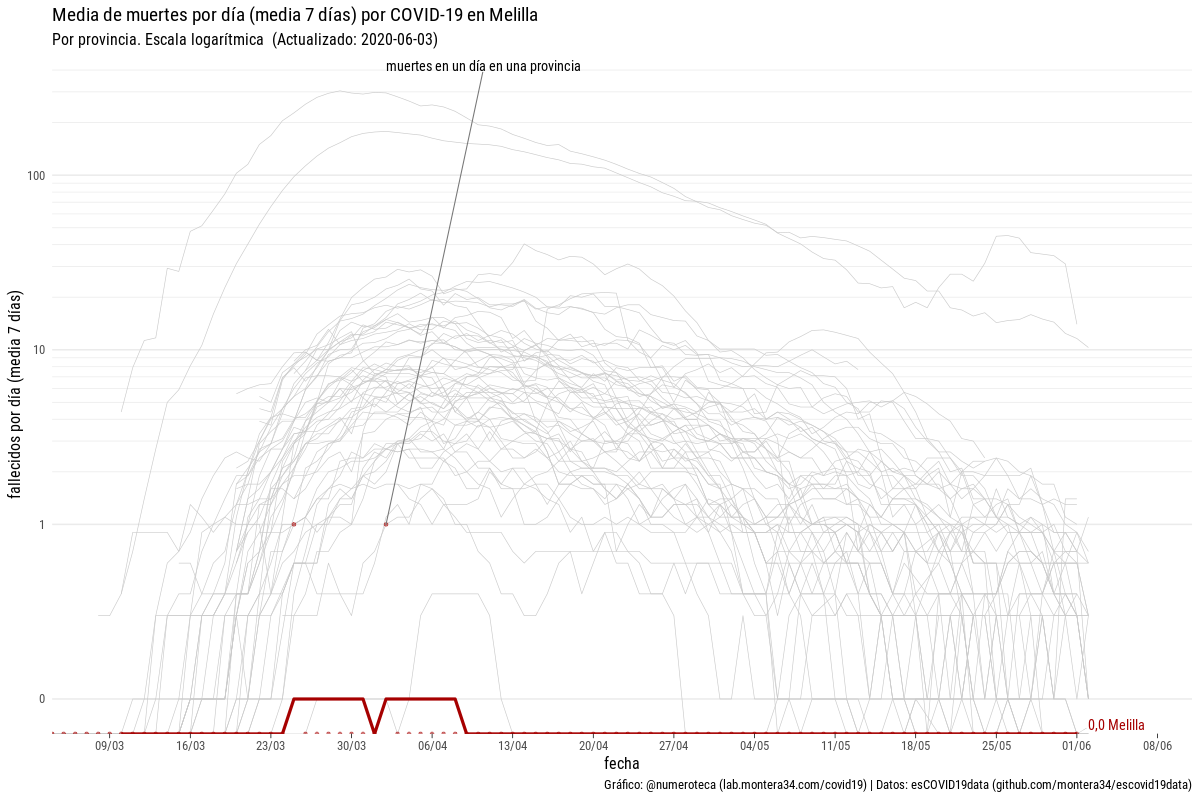 Media de muertes por día (media 7 días) por COVID-19 en Melilla
Por provincia. Escala logarítmica  (Actualizado: 2020-06-03)
muertes en un día en una provincia
fallecidos por día (media 7 días)
100
10
1
0
0,0 Melilla
09/03 16/03 23/03 30/03 06/04 13/04 20/04 27/04 04/05 11/05 18/05 25/05 01/06 08/06
fecha
Gráfico: @numeroteca (lab.montera34.com/covid19) | Datos: esCOVID19data (github.com/montera34/escovid19data)